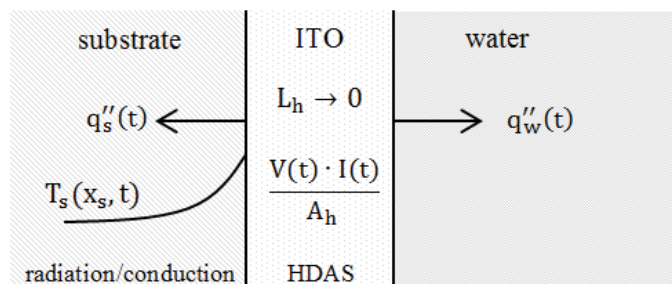 substrate ITO water
L_h → 0
q″_s(t) q″_w(t)
V(t) · I(t)
T_s(x_s, t) A_h
radiation/conduction HDAS